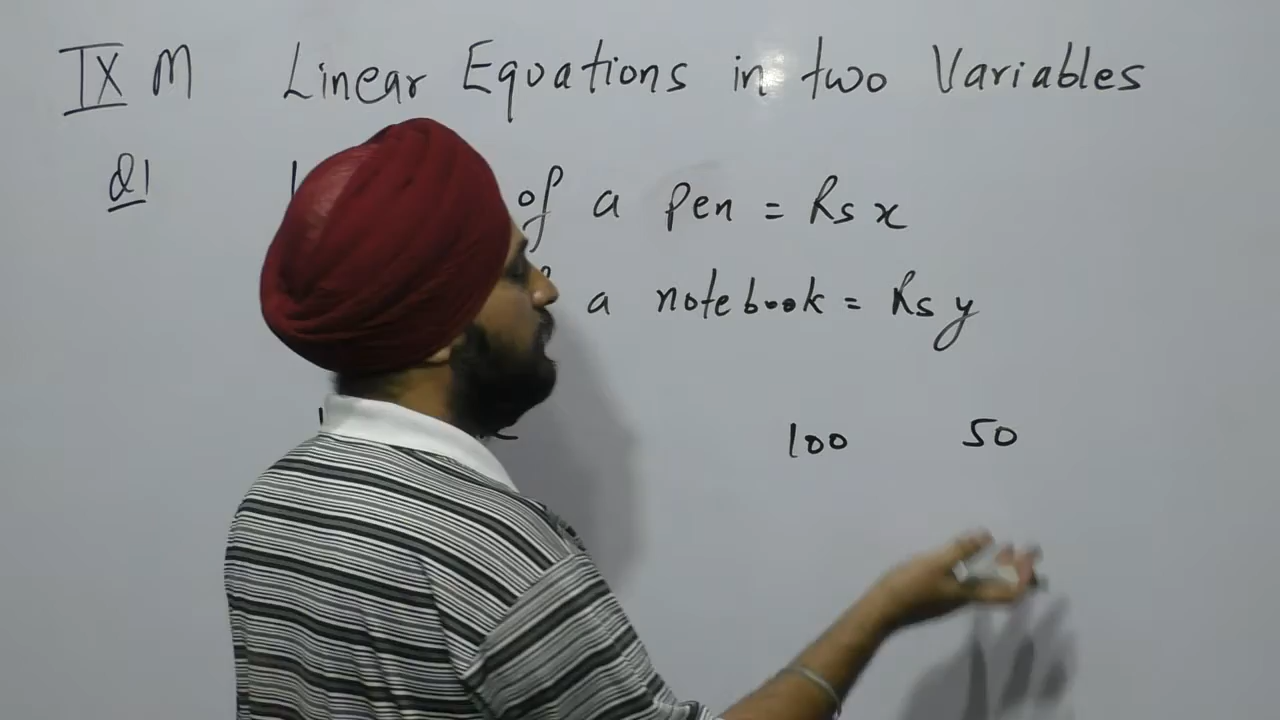 IX M Linear Equations in two Variables
Q1 of a pen = Rs x
a notebook = Rs y
100 50